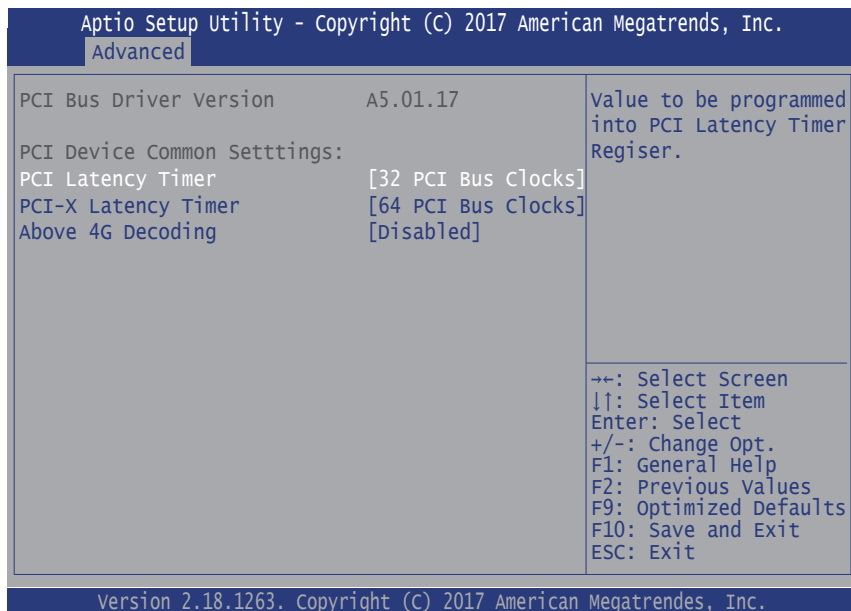 Aptio Setup Utility - Copyright (C) 2017 American Megatrends, Inc.
Advanced
PCI Bus Driver Version A5.01.17
PCI Device Common Setttings:
PCI Latency Timer [32 PCI Bus Clocks]
PCI-X Latency Timer [64 PCI Bus Clocks]
Above 4G Decoding [Disabled]
Value to be programmed
into PCI Latency Timer
Regiser.
→←: Select Screen
↓↑: Select Item
Enter: Select
+/-: Change Opt.
F1: General Help
F2: Previous Values
F9: Optimized Defaults
F10: Save and Exit
ESC: Exit
Version 2.18.1263. Copyright (C) 2017 American Megatrendes, Inc.